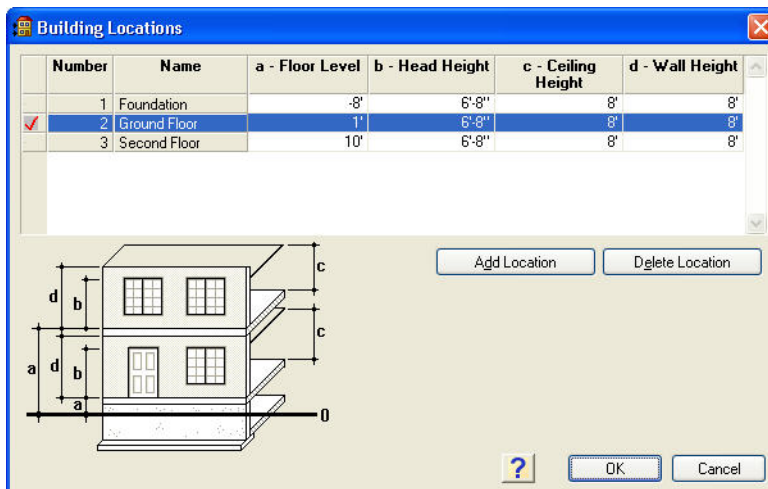 Building Locations
Number Name a - Floor Level b - Head Height c - Ceiling Height d - Wall Height
1 Foundation -8' 6'-8" 8' 8'
2 Ground Floor 1' 6'-8" 8' 8'
3 Second Floor 10' 6'-8" 8' 8'
Add Location Delete Location
c
d b
c
a d b
a
0
? OK Cancel